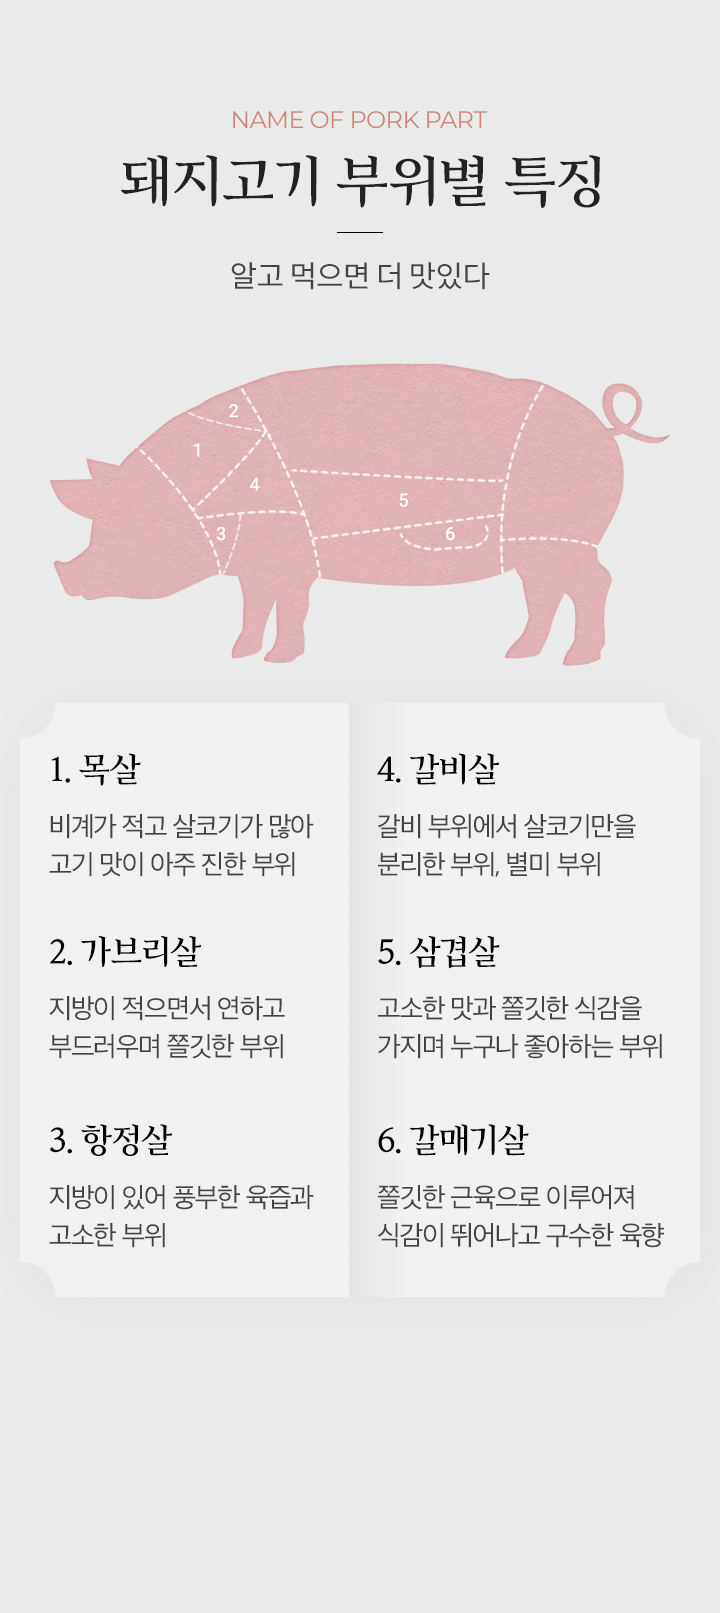 NAME OF PORK PART
돼지고기 부위별 특징
알고 먹으면 더 맛있다
2
1
4
5
3
6
1. 목살
비계가 적고 살코기가 많아
고기 맛이 아주 진한 부위
2. 가브리살
지방이 적으면서 연하고
부드러우며 쫄깃한 부위
3. 항정살
지방이 있어 풍부한 육즙과
고소한 부위
4. 갈비살
갈비 부위에서 살코기만을
분리한 부위, 별미 부위
5. 삼겹살
고소한 맛과 쫄깃한 식감을
가지며 누구나 좋아하는 부위
6. 갈매기살
쫄깃한 근육으로 이루어져
식감이 뛰어나고 구수한 육향